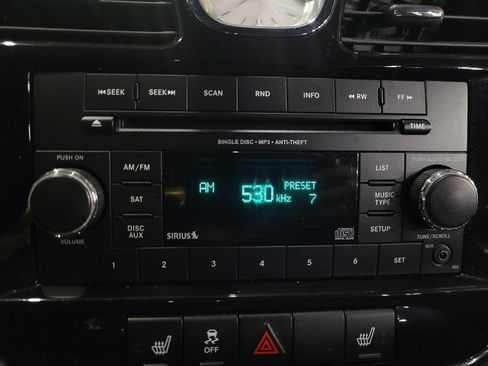 SEEK SEEK SCAN RND INFO RW FF
TIME
SINGLE DISC • MP3 • ANTI-THEFT
PUSH ON
PUSH AUDIO/SELECT
AM/FM
LIST
AM 530 kHz PRESET 7
SAT
MUSIC TYPE
DISC AUX
SETUP
VOLUME
SIRIUS
TUNE/SCROLL
AUX
1 2 3 4 5 6 SET
OFF